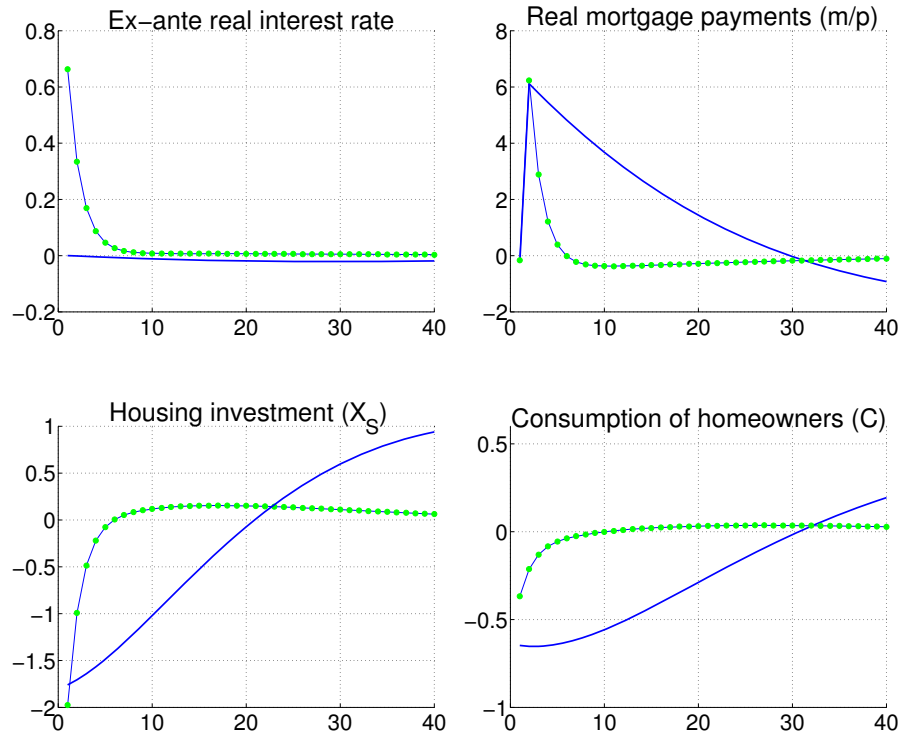 Ex−ante real interest rate
0.8
0.6
0.4
0.2
0
−0.2
0 10 20 30 40
Real mortgage payments (m/p)
8
6
4
2
0
−2
0 10 20 30 40
Housing investment (X_S)
1
0.5
0
−0.5
−1
−1.5
−2
0 10 20 30 40
Consumption of homeowners (C)
0.5
0
−0.5
−1
0 10 20 30 40